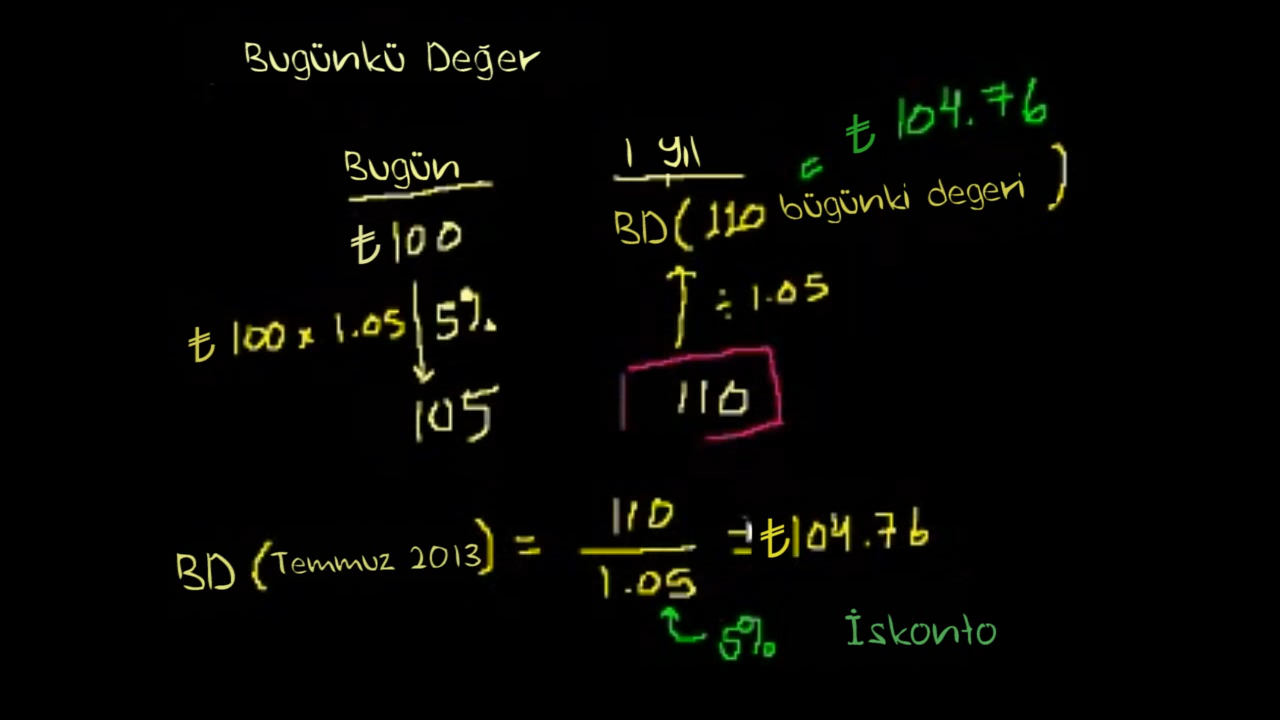 Bugünkü Değer
Bugün
₺100
₺ 100 x 1.05 5%
105
1 yıl
= ₺ 104.76
BD(110 bügünki degeri)
÷ 1.05
110
BD (Temmuz 2013) = 110 / 1.05 = ₺104.76
5% İskonto